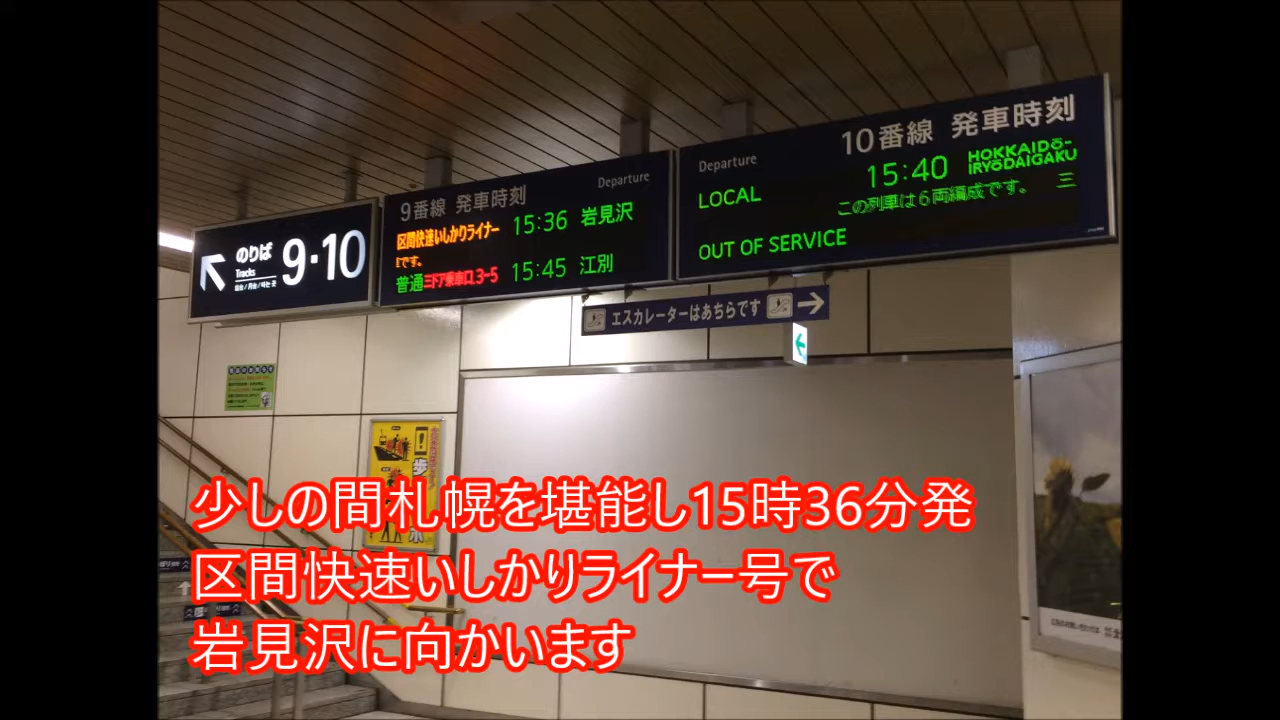 のりば
Tracks
9・10
9番線 発車時刻 Departure
区間快速いしかりライナー 15:36 岩見沢
です。
普通 三ドア乗車口3~5 15:45 江別
Departure 10番線 発車時刻
LOCAL 15:40 HOKKAIDŌ-IRYŌDAIGAKU
この列車は6両編成です。 三
OUT OF SERVICE
エスカレーターはあちらです
少しの間札幌を堪能し15時36分発
区間快速いしかりライナー号で
岩見沢に向かいます